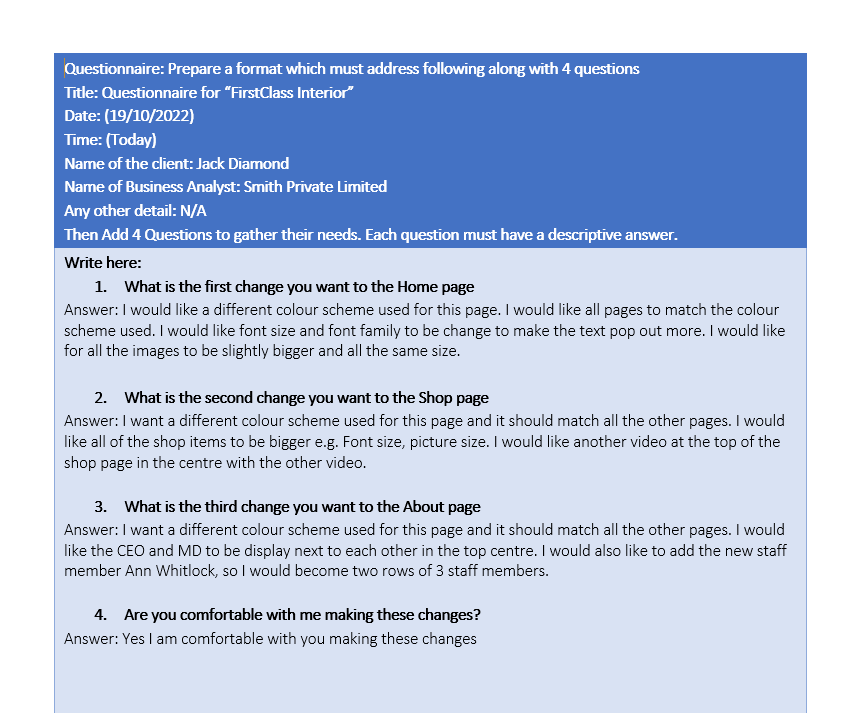 Questionnaire: Prepare a format which must address following along with 4 questions
Title: Questionnaire for “FirstClass Interior”
Date: (19/10/2022)
Time: (Today)
Name of the client: Jack Diamond
Name of Business Analyst: Smith Private Limited
Any other detail: N/A
Then Add 4 Questions to gather their needs. Each question must have a descriptive answer.
Write here:
1. What is the first change you want to the Home page
Answer: I would like a different colour scheme used for this page. I would like all pages to match the colour
scheme used. I would like font size and font family to be change to make the text pop out more. I would like
for all the images to be slightly bigger and all the same size.
2. What is the second change you want to the Shop page
Answer: I want a different colour scheme used for this page and it should match all the other pages. I would
like all of the shop items to be bigger e.g. Font size, picture size. I would like another video at the top of the
shop page in the centre with the other video.
3. What is the third change you want to the About page
Answer: I want a different colour scheme used for this page and it should match all the other pages. I would
like the CEO and MD to be display next to each other in the top centre. I would also like to add the new staff
member Ann Whitlock, so I would become two rows of 3 staff members.
4. Are you comfortable with me making these changes?
Answer: Yes I am comfortable with you making these changes